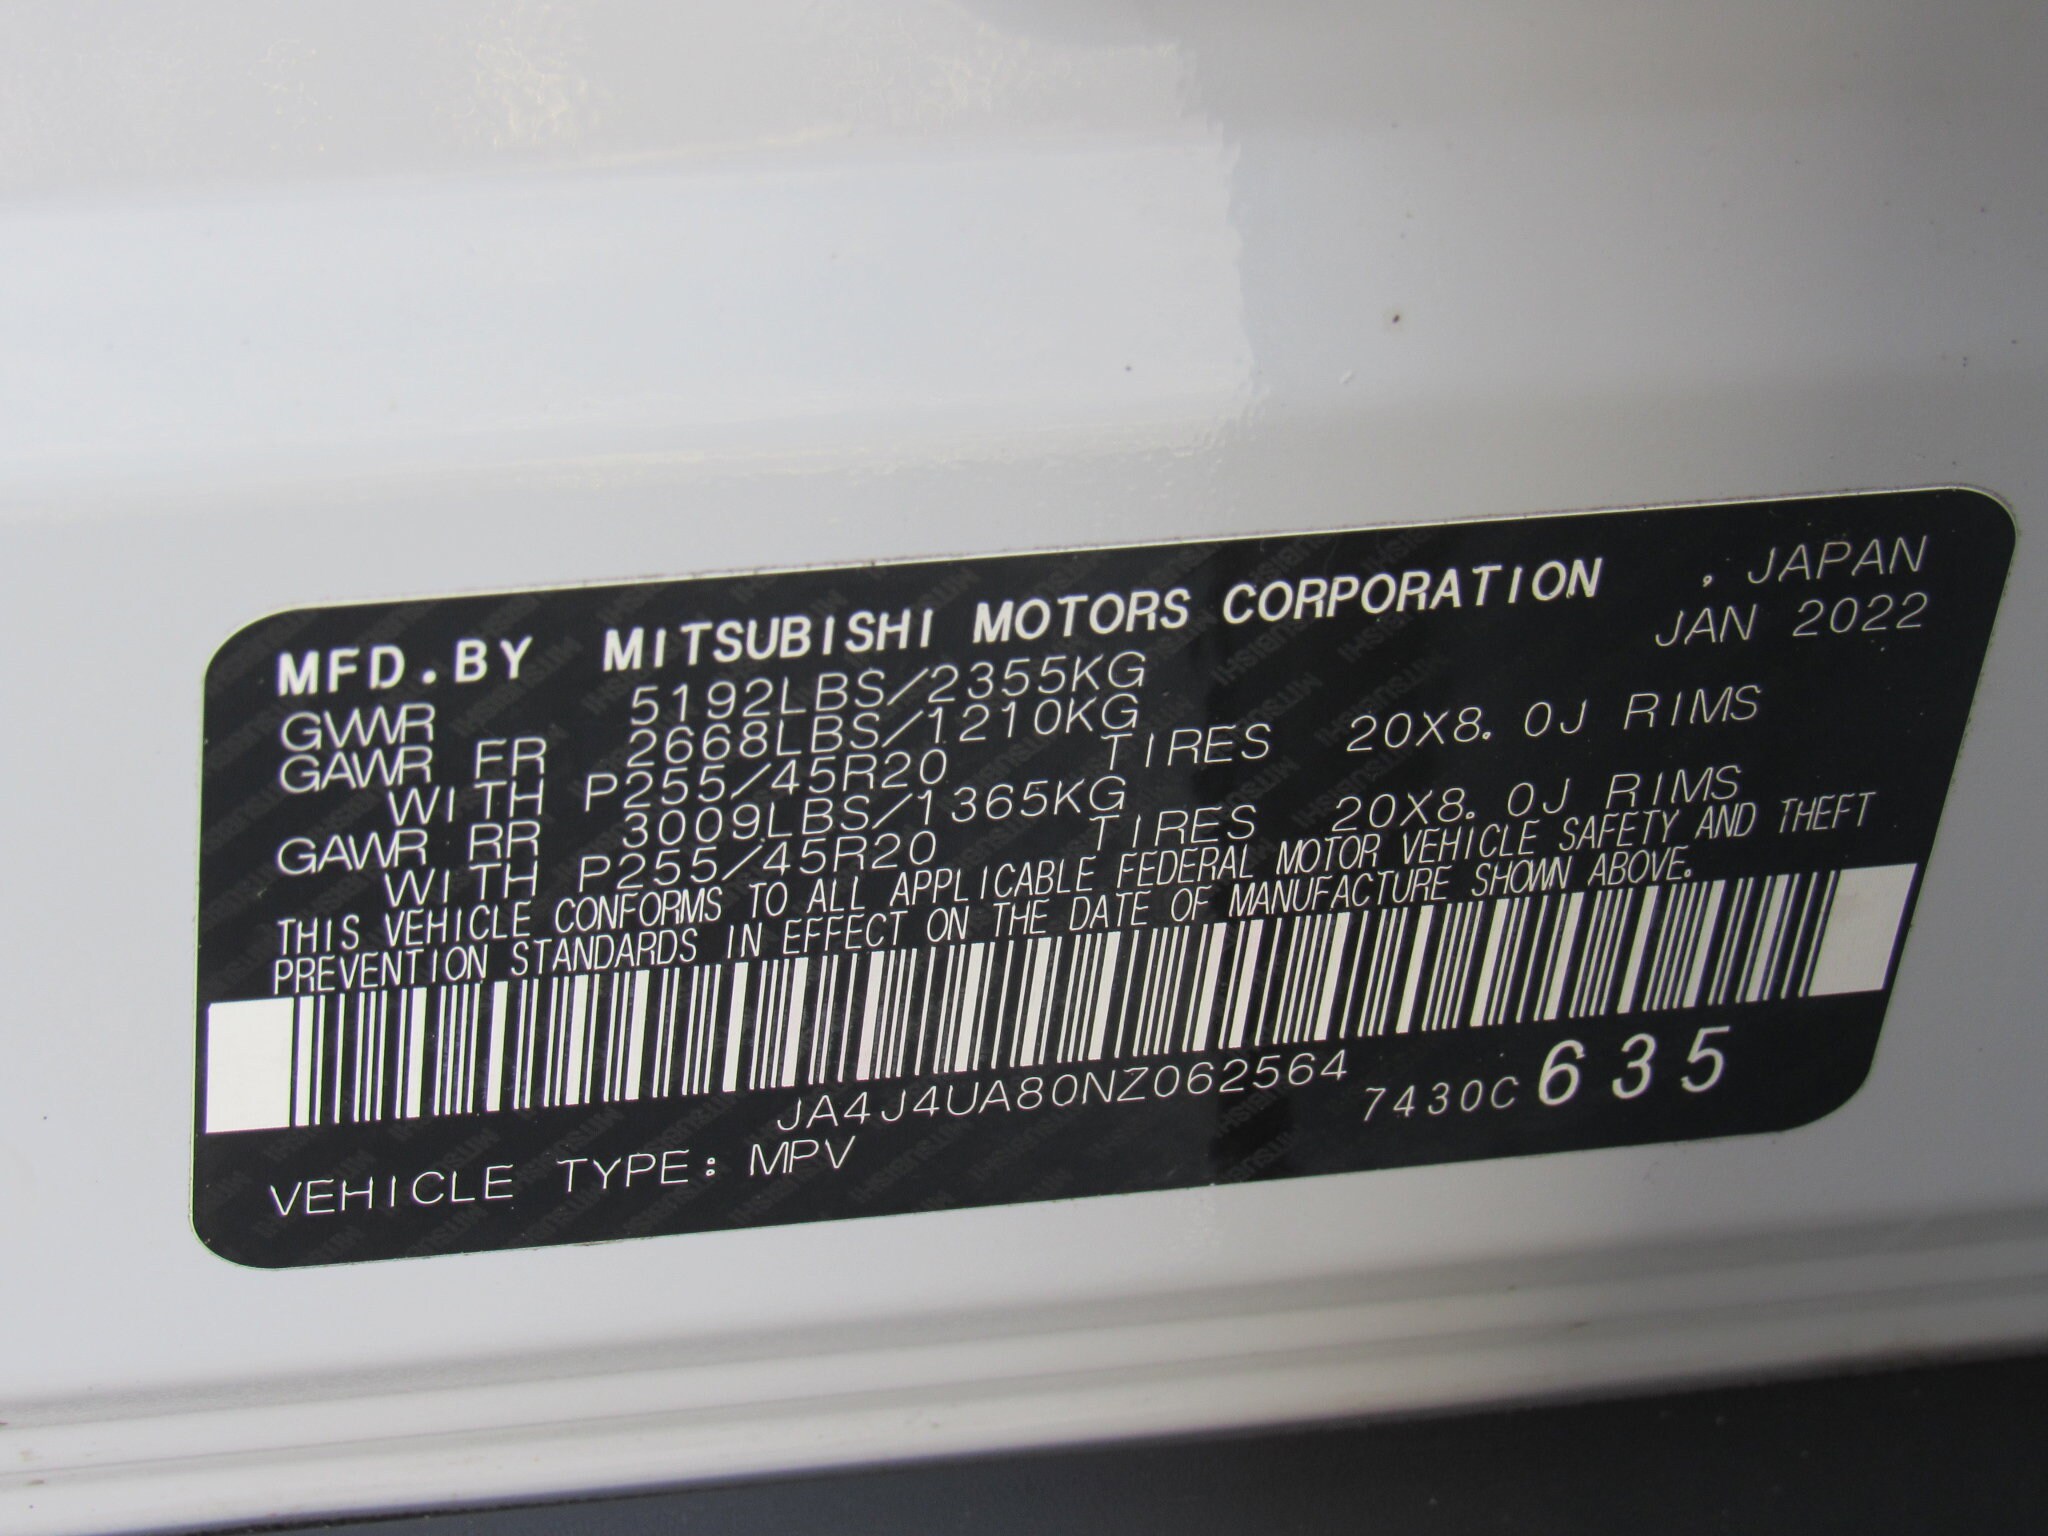 MFD.BY MITSUBISHI MOTORS CORPORATION , JAPAN
GVWR 5192LBS/2355KG JAN 2022
GAWR FR 2668LBS/1210KG
WITH P255/45R20 TIRES 20X8.0J RIMS
GAWR RR 3009LBS/1365KG
WITH P255/45R20 TIRES 20X8.0J RIMS
THIS VEHICLE CONFORMS TO ALL APPLICABLE FEDERAL MOTOR VEHICLE SAFETY AND THEFT
PREVENTION STANDARDS IN EFFECT ON THE DATE OF MANUFACTURE SHOWN ABOVE.
JA4J4UA80NZ062564 7430C 635
VEHICLE TYPE: MPV